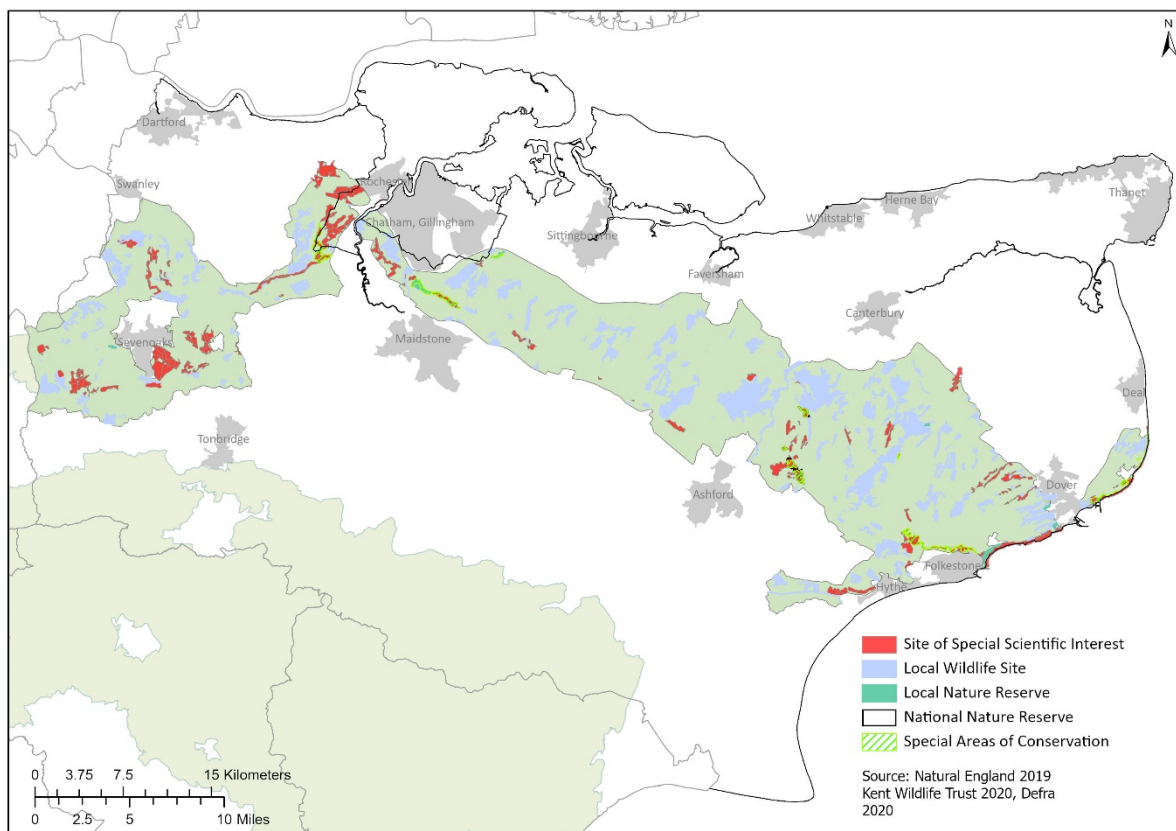 N
Dartford
Swanley
Rochest
Chatham, Gillingham
Sittingbourne
Whitstable
Herne Bay
Thanet
Faversham
Canterbury
Maidstone
Sevenoaks
Deal
Tonbridge
Ashford
Dover
Folkestone
Hythe
Site of Special Scientific Interest
Local Wildlife Site
Local Nature Reserve
National Nature Reserve
Special Areas of Conservation
Source: Natural England 2019
Kent Wildlife Trust 2020, Defra
2020
0 3.75 7.5 15 Kilometers
0 2.5 5 10 Miles